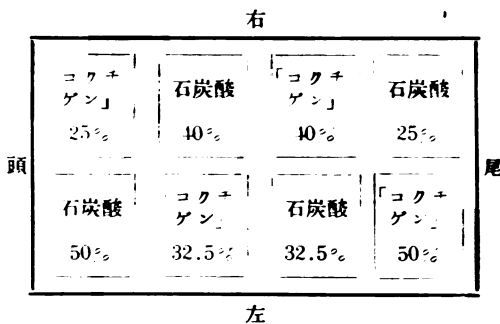 右
コクチ
ゲン」
25%
石炭酸
40%
「コクチ
ゲン」
40%
石炭酸
25%
頭
尾
石炭酸
50%
コクチ
ゲン」
32.5%
石炭酸
32.5%
「コクチ
ゲン」
50%
左